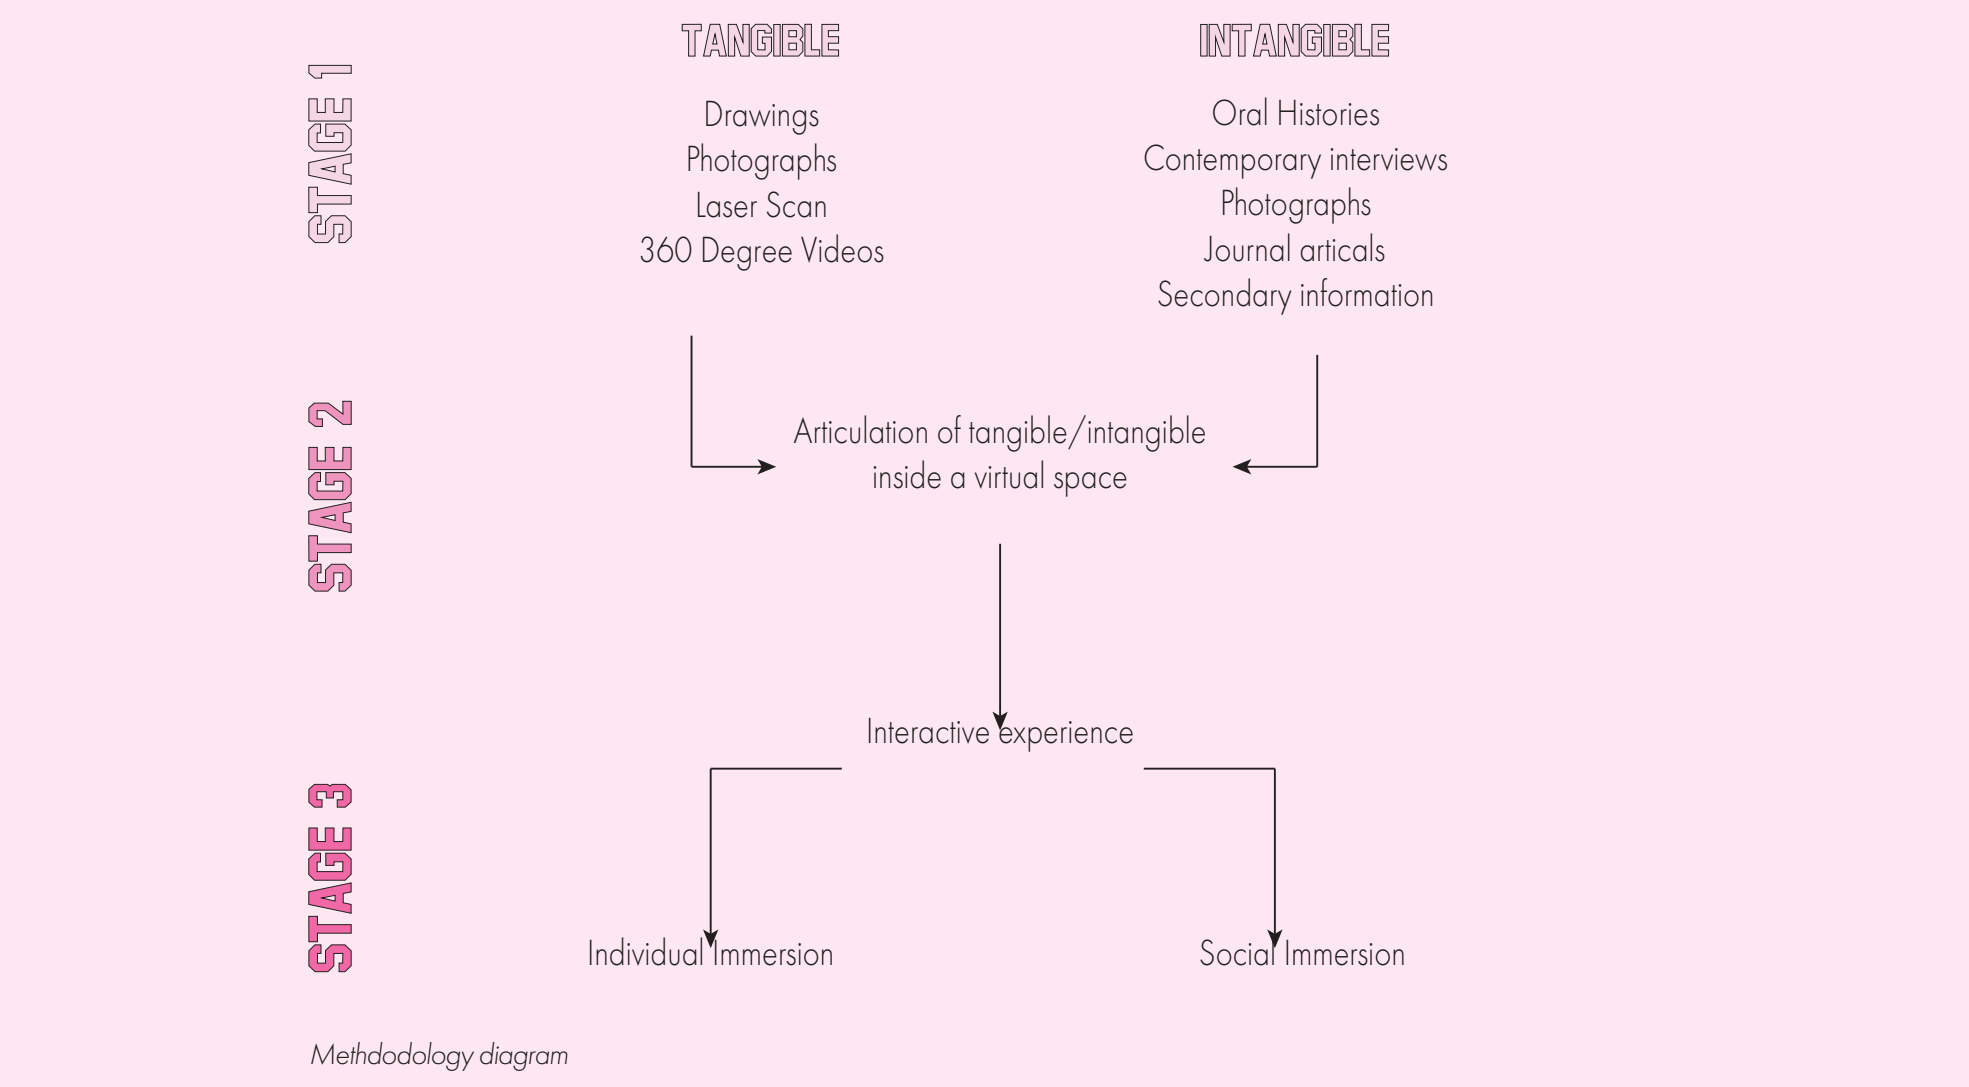 STAGE 1
TANGIBLE
Drawings
Photographs
Laser Scan
360 Degree Videos
INTANGIBLE
Oral Histories
Contemporary interviews
Photographs
Journal articals
Secondary information
STAGE 2
Articulation of tangible/intangible
inside a virtual space
Interactive experience
STAGE 3
Individual Immersion
Social Immersion
Methdodology diagram